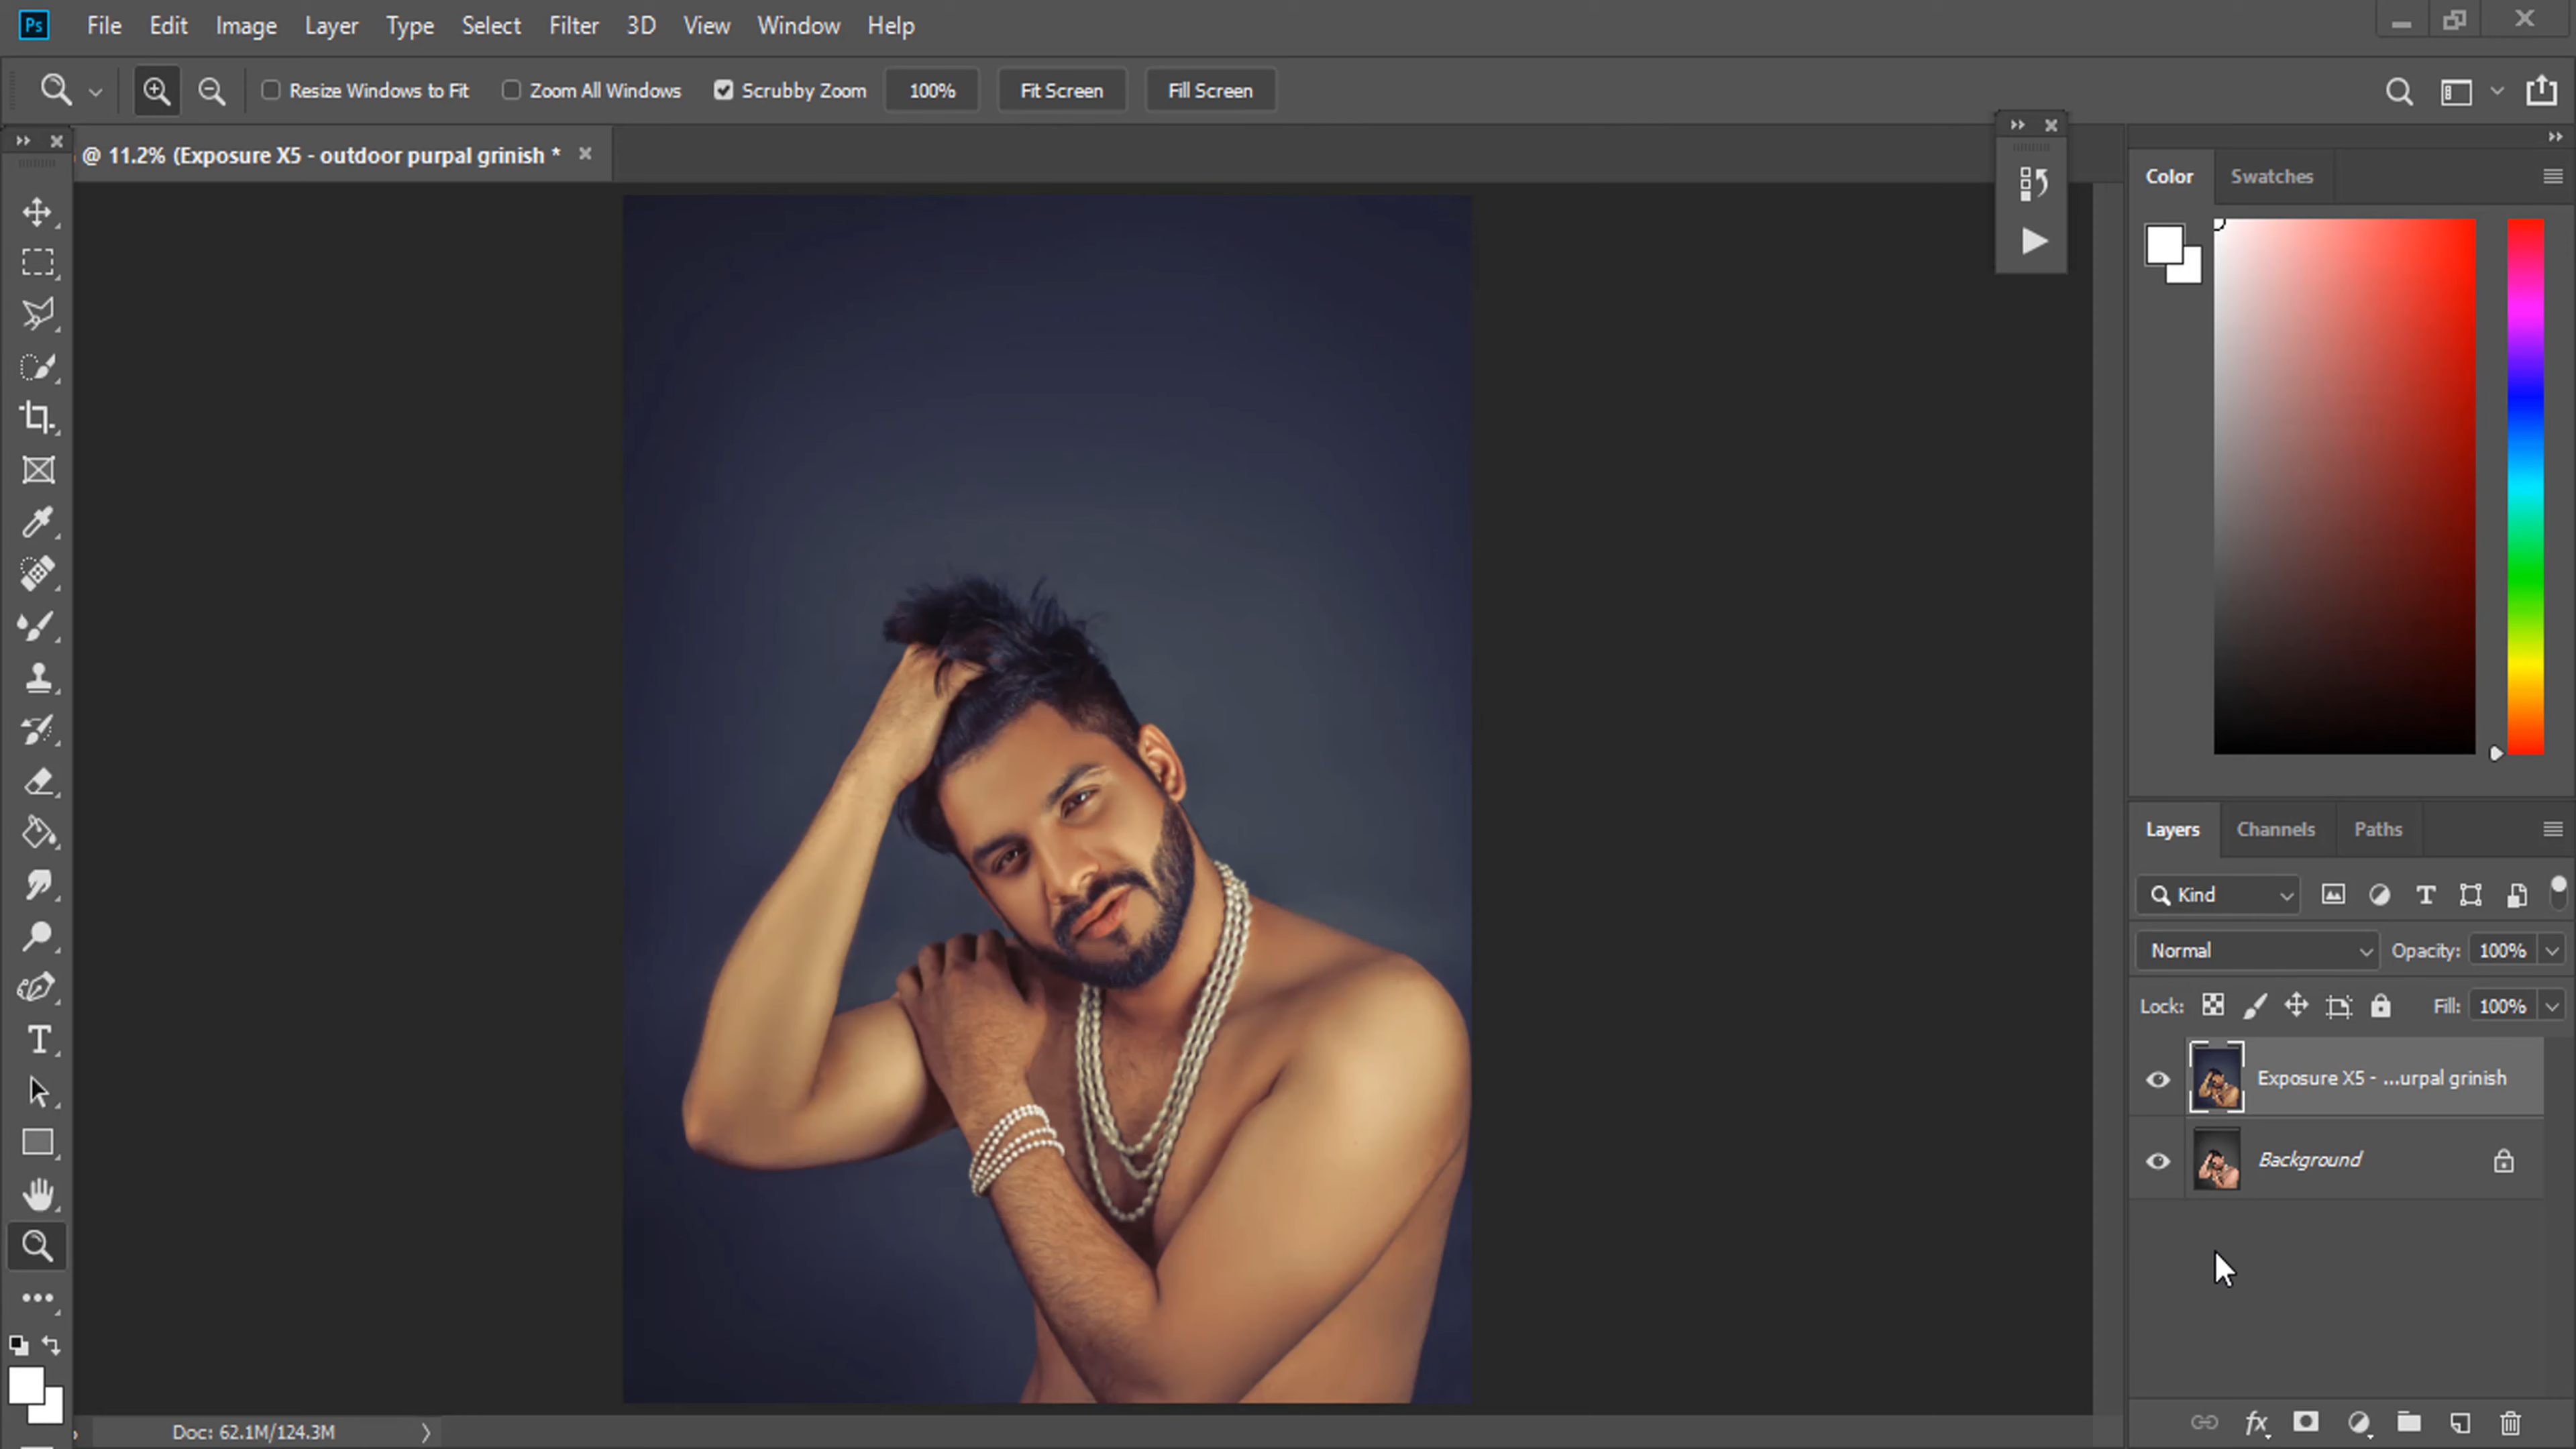 Ps File Edit Image Layer Type Select Filter 3D View Window Help
Resize Windows to Fit Zoom All Windows Scrubby Zoom 100% Fit Screen Fill Screen
@ 11.2% (Exposure X5 - outdoor purpal grinish *
Color Swatches
Layers Channels Paths
Kind
Normal Opacity: 100%
Lock: Fill: 100%
Exposure X5 - ...urpal grinish
Background
Doc: 62.1M/124.3M
fx